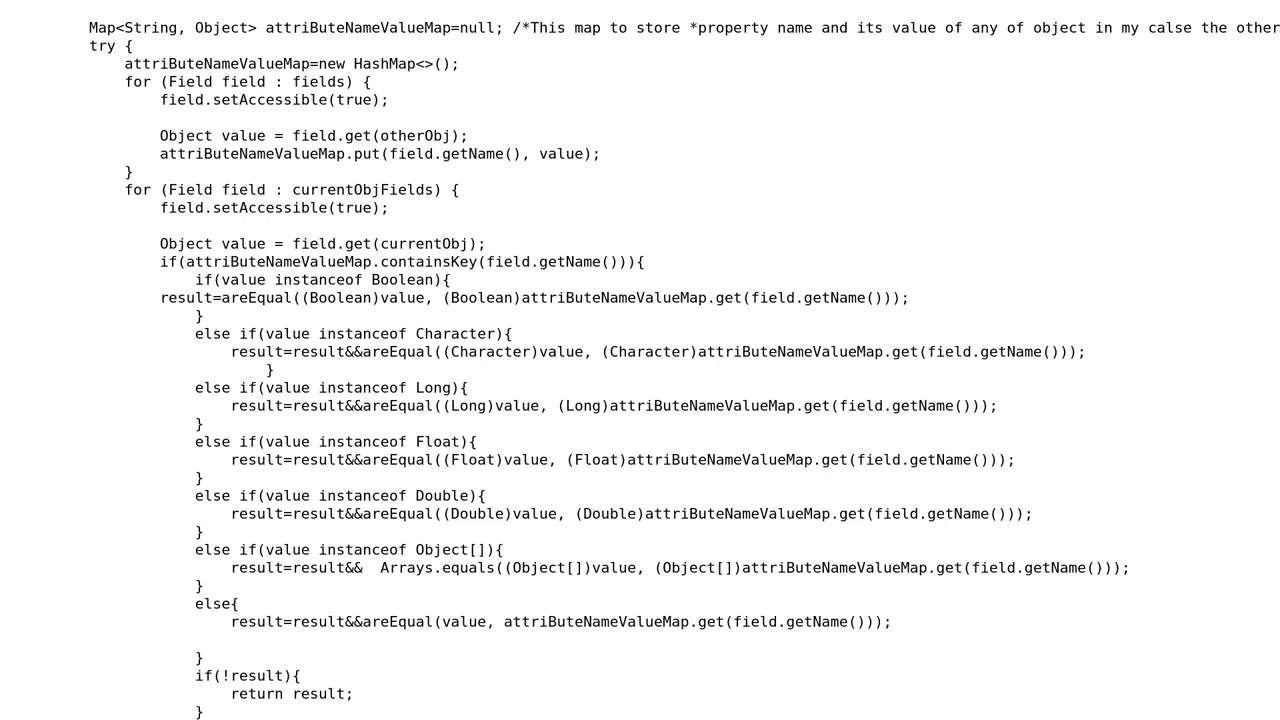 Map<String, Object> attriButeNameValueMap=null; /*This map to store *property name and its value of any of object in my calse the other
try {
attriButeNameValueMap=new HashMap<>();
for (Field field : fields) {
field.setAccessible(true);
Object value = field.get(otherObj);
attriButeNameValueMap.put(field.getName(), value);
}
for (Field field : currentObjFields) {
field.setAccessible(true);
Object value = field.get(currentObj);
if(attriButeNameValueMap.containsKey(field.getName())){
if(value instanceof Boolean){
result=areEqual((Boolean)value, (Boolean)attriButeNameValueMap.get(field.getName()));
}
else if(value instanceof Character){
result=result&&areEqual((Character)value, (Character)attriButeNameValueMap.get(field.getName()));
}
else if(value instanceof Long){
result=result&&areEqual((Long)value, (Long)attriButeNameValueMap.get(field.getName()));
}
else if(value instanceof Float){
result=result&&areEqual((Float)value, (Float)attriButeNameValueMap.get(field.getName()));
}
else if(value instanceof Double){
result=result&&areEqual((Double)value, (Double)attriButeNameValueMap.get(field.getName()));
}
else if(value instanceof Object[]){
result=result&&  Arrays.equals((Object[])value, (Object[])attriButeNameValueMap.get(field.getName()));
}
else{
result=result&&areEqual(value, attriButeNameValueMap.get(field.getName()));
}
if(!result){
return result;
}